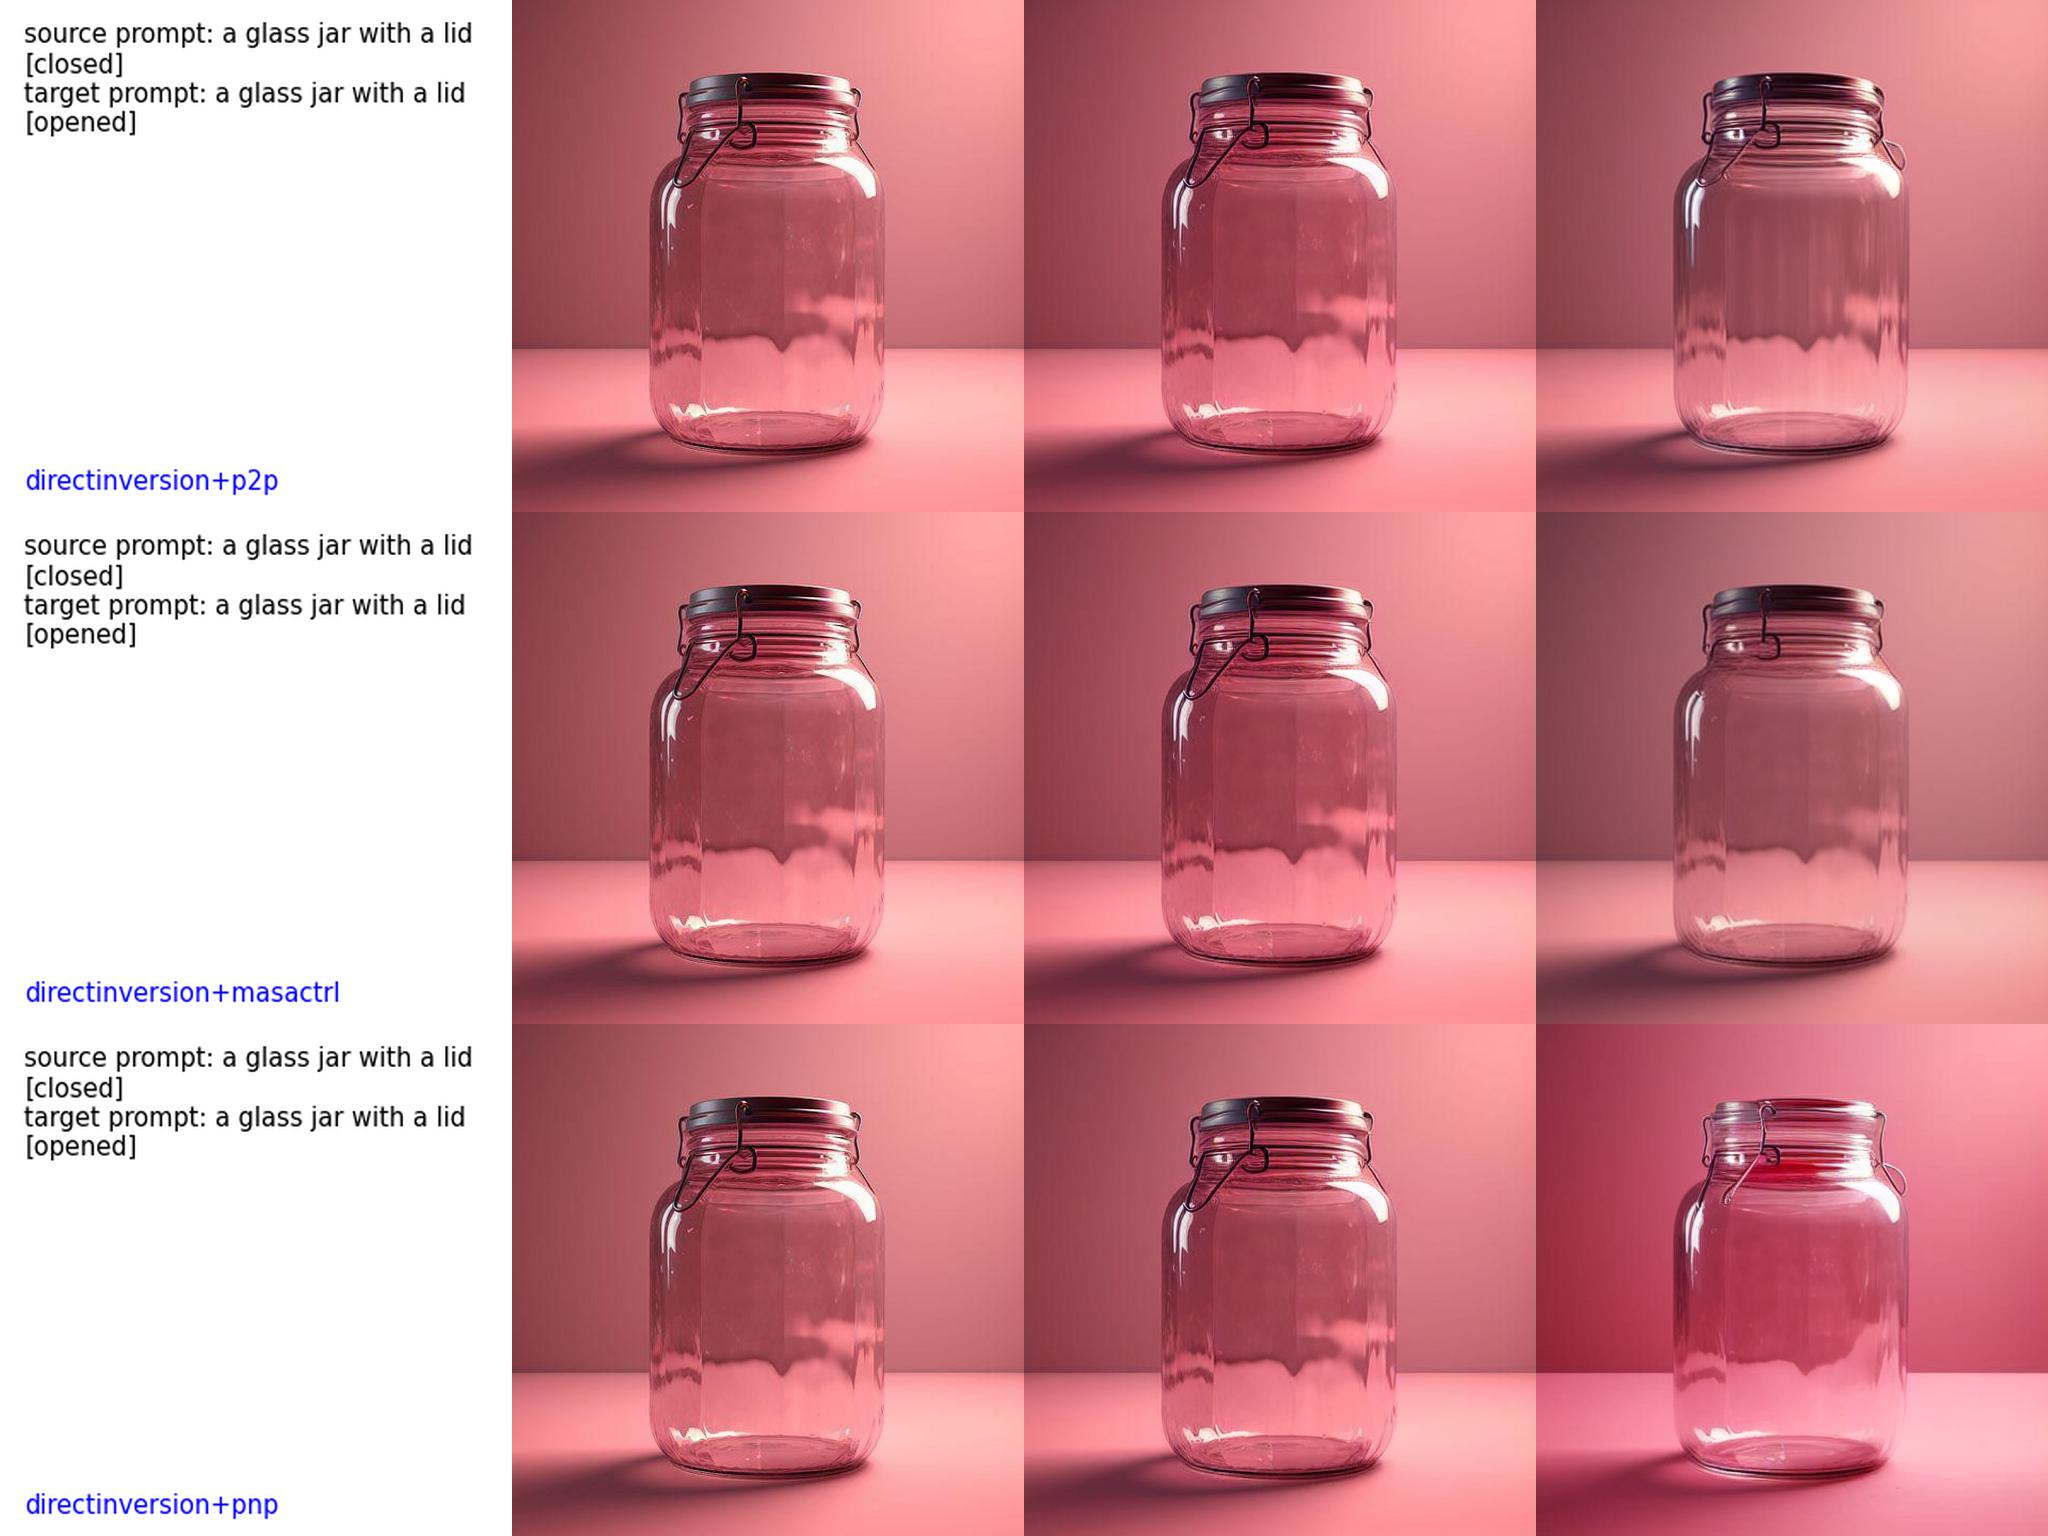 source prompt: a glass jar with a lid
[closed]
target prompt: a glass jar with a lid
[opened]
directinversion+p2p
source prompt: a glass jar with a lid
[closed]
target prompt: a glass jar with a lid
[opened]
directinversion+masactrl
source prompt: a glass jar with a lid
[closed]
target prompt: a glass jar with a lid
[opened]
directinversion+pnp